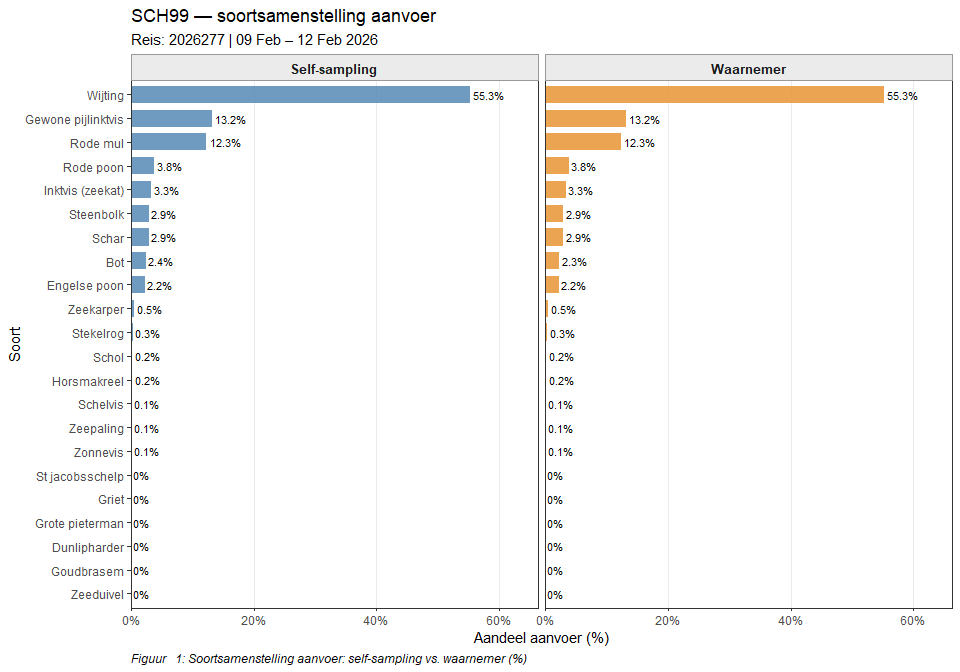 SCH99 — soortsamenstelling aanvoer
Reis: 2026277 | 09 Feb – 12 Feb 2026
Self-sampling Waarnemer
Soort
Wijting 55.3% 55.3%
Gewone pijlinktvis 13.2% 13.2%
Rode mul 12.3% 12.3%
Rode poon 3.8% 3.8%
Inktvis (zeekat) 3.3% 3.3%
Steenbolk 2.9% 2.9%
Schar 2.9% 2.9%
Bot 2.4% 2.3%
Engelse poon 2.2% 2.2%
Zeekarper 0.5% 0.5%
Stekelrog 0.3% 0.3%
Schol 0.2% 0.2%
Horsmakreel 0.2% 0.2%
Schelvis 0.1% 0.1%
Zeepaling 0.1% 0.1%
Zonnevis 0.1% 0.1%
St jacobsschelp 0% 0%
Griet 0% 0%
Grote pieterman 0% 0%
Dunlipharder 0% 0%
Goudbrasem 0% 0%
Zeeduivel 0% 0%
0% 20% 40% 60% 0% 20% 40% 60%
Aandeel aanvoer (%)
Figuur 1: Soortsamenstelling aanvoer: self-sampling vs. waarnemer (%)